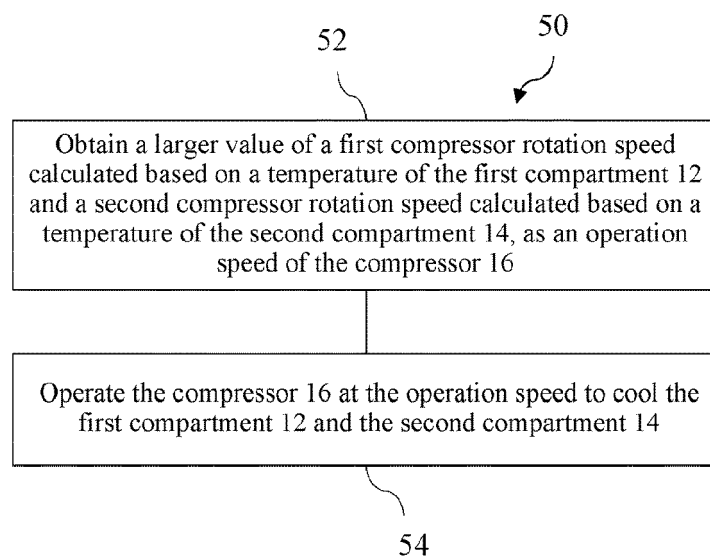 50
52
Obtain a larger value of a first compressor rotation speed
calculated based on a temperature of the first compartment 12
and a second compressor rotation speed calculated based on a
temperature of the second compartment 14, as an operation
speed of the compressor 16
Operate the compressor 16 at the operation speed to cool the
first compartment 12 and the second compartment 14
54